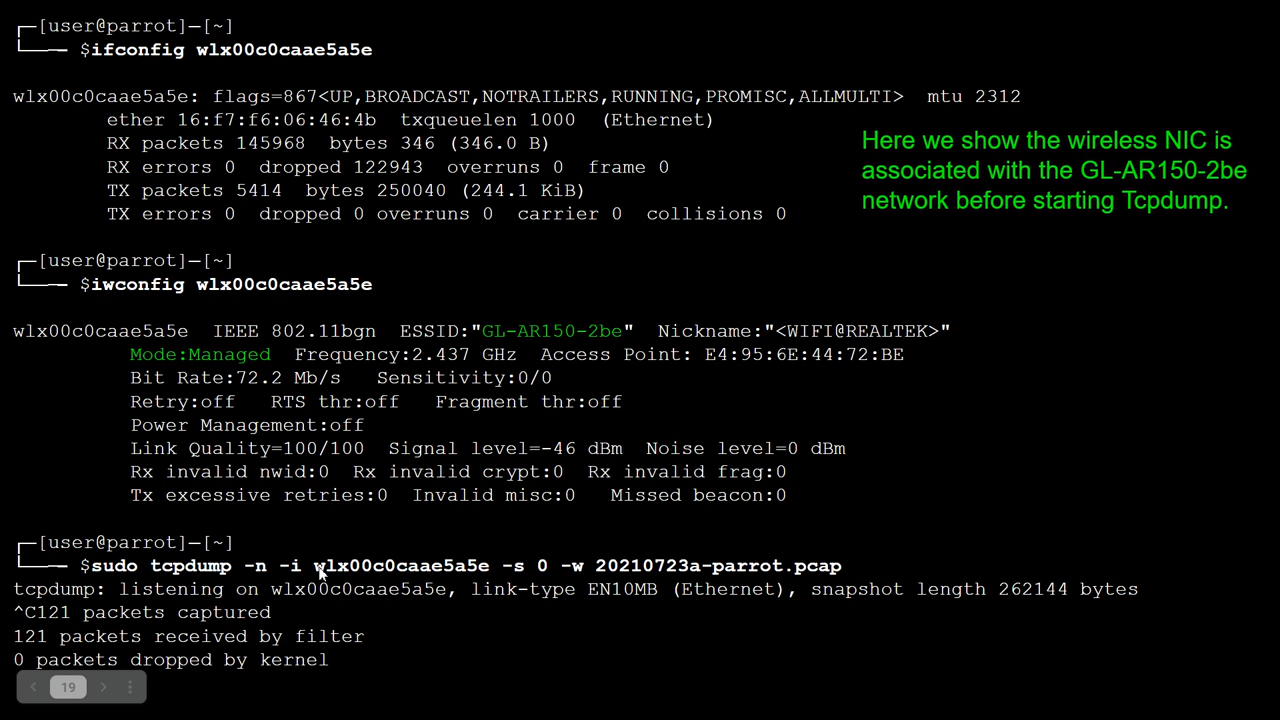 ┌─[user@parrot]─[~]
└──╼ $ifconfig wlx00c0caae5a5e
wlx00c0caae5a5e: flags=867<UP,BROADCAST,NOTRAILERS,RUNNING,PROMISC,ALLMULTI>  mtu 2312
ether 16:f7:f6:06:46:4b  txqueuelen 1000  (Ethernet)
RX packets 145968  bytes 346 (346.0 B)
RX errors 0  dropped 122943  overruns 0  frame 0
TX packets 5414  bytes 250040 (244.1 KiB)
TX errors 0  dropped 0 overruns 0  carrier 0  collisions 0
Here we show the wireless NIC is
associated with the GL-AR150-2be
network before starting Tcpdump.
┌─[user@parrot]─[~]
└──╼ $iwconfig wlx00c0caae5a5e
wlx00c0caae5a5e  IEEE 802.11bgn  ESSID:"GL-AR150-2be"  Nickname:"<WIFI@REALTEK>"
Mode:Managed  Frequency:2.437 GHz  Access Point: E4:95:6E:44:72:BE
Bit Rate:72.2 Mb/s   Sensitivity:0/0
Retry:off   RTS thr:off   Fragment thr:off
Power Management:off
Link Quality=100/100  Signal level=-46 dBm  Noise level=0 dBm
Rx invalid nwid:0  Rx invalid crypt:0  Rx invalid frag:0
Tx excessive retries:0  Invalid misc:0   Missed beacon:0
┌─[user@parrot]─[~]
└──╼ $sudo tcpdump -n -i wlx00c0caae5a5e -s 0 -w 20210723a-parrot.pcap
tcpdump: listening on wlx00c0caae5a5e, link-type EN10MB (Ethernet), snapshot length 262144 bytes
^C121 packets captured
121 packets received by filter
0 packets dropped by kernel
19